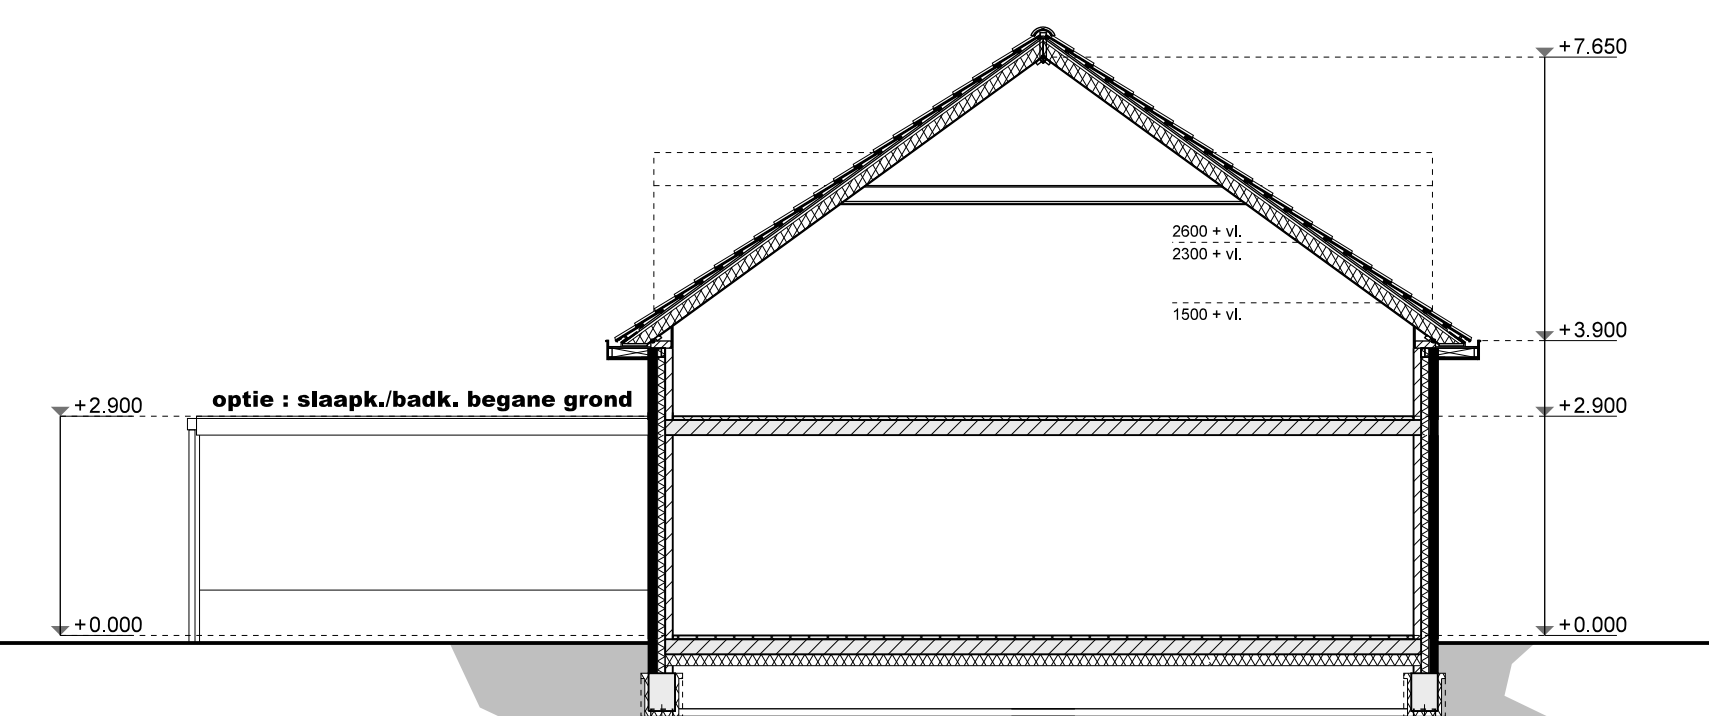 +7.650
2600 + vl.
2300 + vl.
1500 + vl.
+3.900
optie : slaapk./badk. begane grond
+2.900
+2.900
+0.000
+0.000